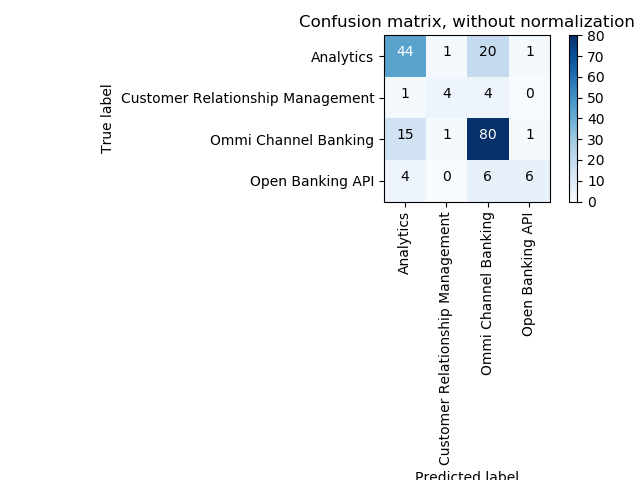 Confusion matrix, without normalization
True label
Analytics 44 1 20 1
Customer Relationship Management 1 4 4 0
Ommi Channel Banking 15 1 80 1
Open Banking API 4 0 6 6
Analytics
Customer Relationship Management
Ommi Channel Banking
Open Banking API
Predicted label
80
70
60
50
40
30
20
10
0